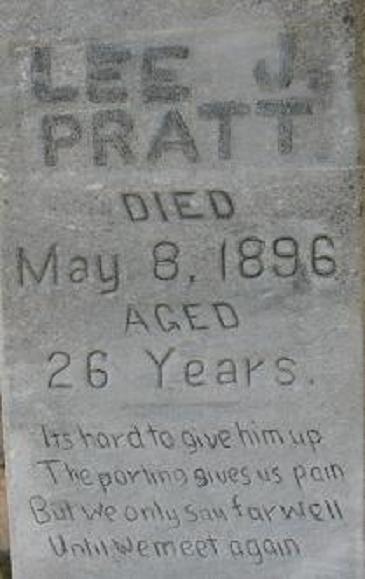 LEE J.
PRATT
DIED
May 8, 1896
AGED
26 Years.
Its hard to give him up
The parting gives us pain
But we only say farwell
Until we meet again